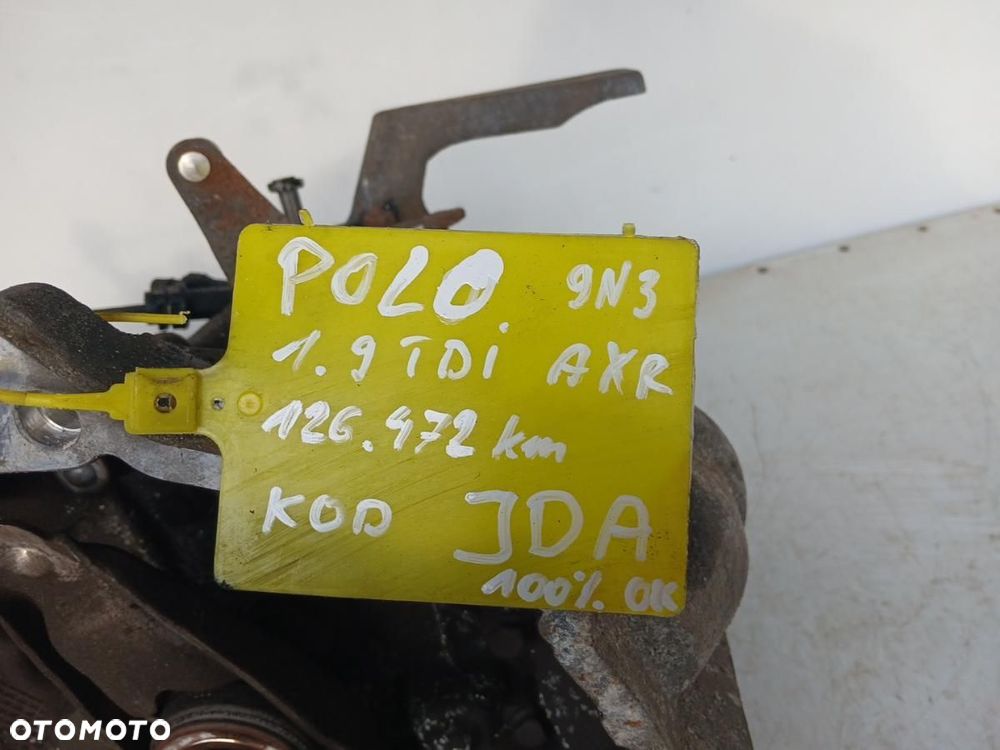 POLO 9N3
1.9 TDi AXR
126.472 km
KOD JDA
100%. OK
OTOMOTO